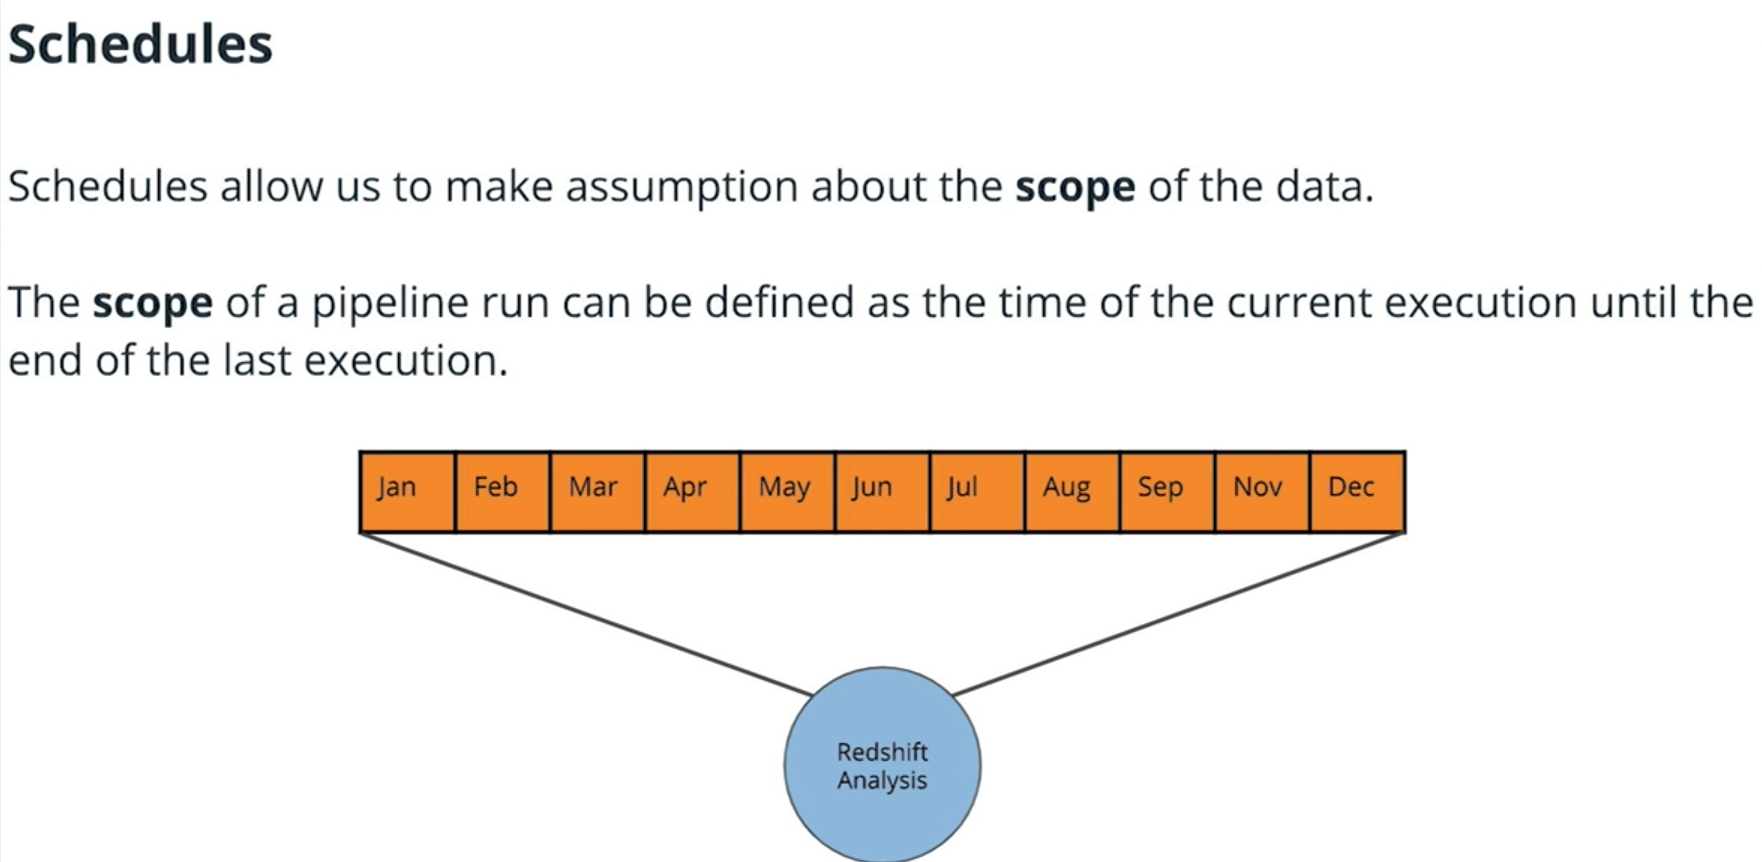 Schedules
Schedules allow us to make assumption about the scope of the data.
The scope of a pipeline run can be defined as the time of the current execution until the
end of the last execution.
Jan Feb Mar Apr May Jun Jul Aug Sep Nov Dec
Redshift
Analysis